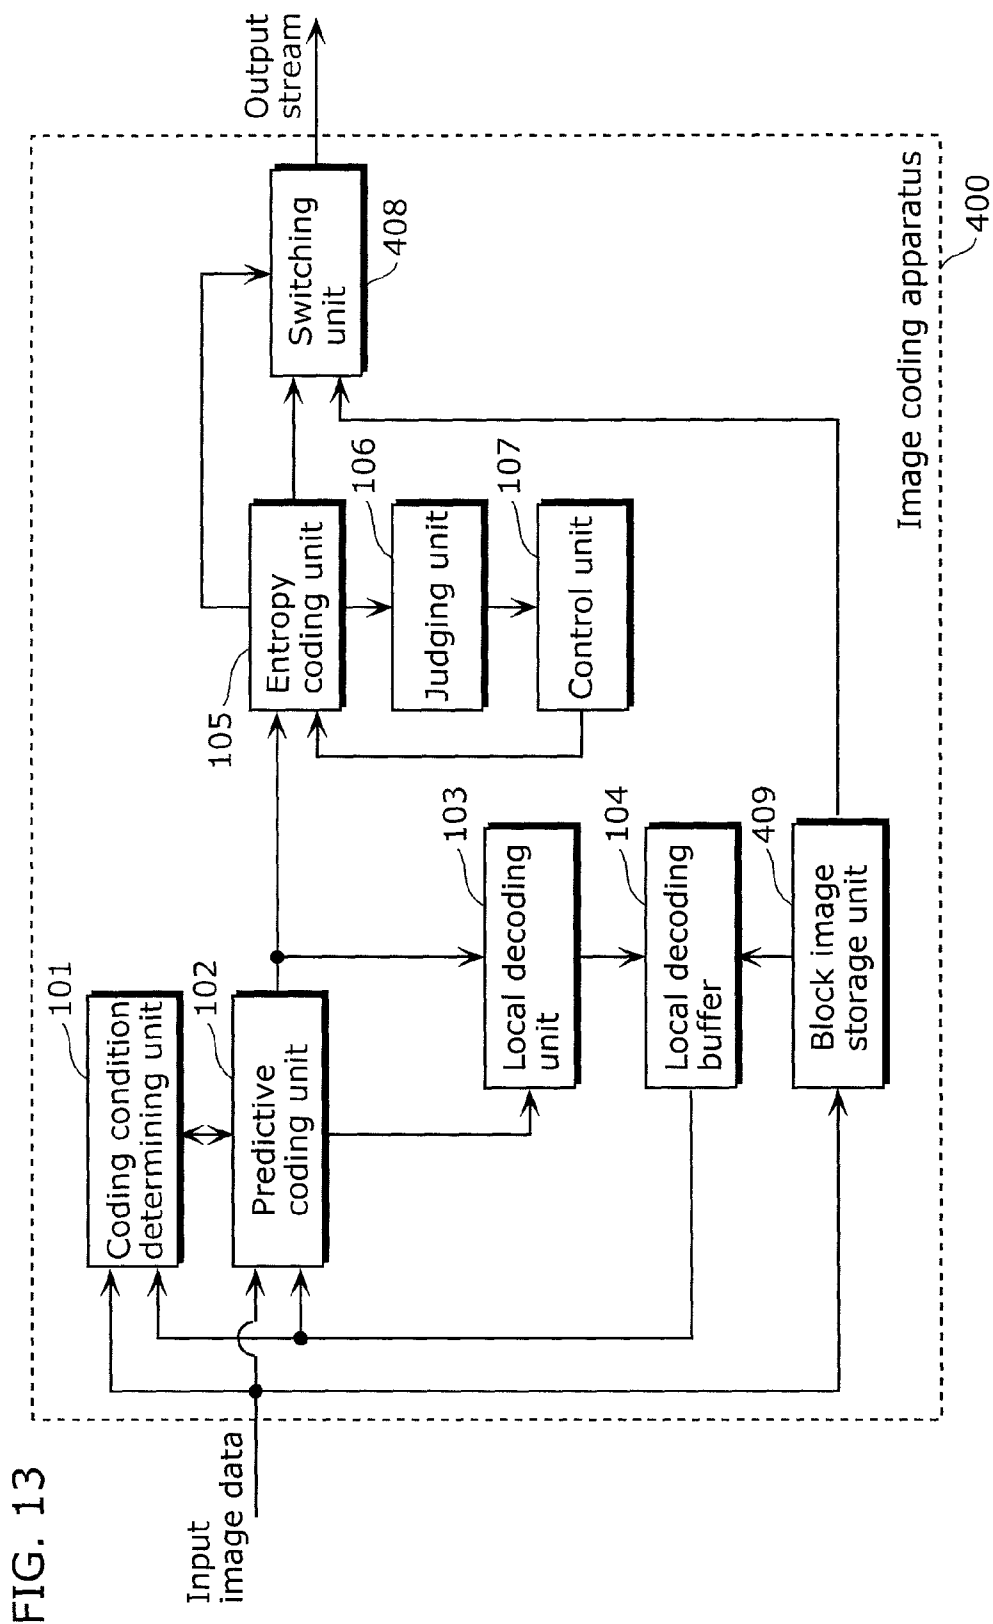 FIG. 13
Input
image data
Coding condition
determining unit
101
Predictive
coding unit
102
Local decoding
unit
103
Local decoding
buffer
104
Block image
storage unit
409
Entropy
coding unit
105
Judging unit
106
Control unit
107
Switching
unit
408
Output
stream
Image coding apparatus
400